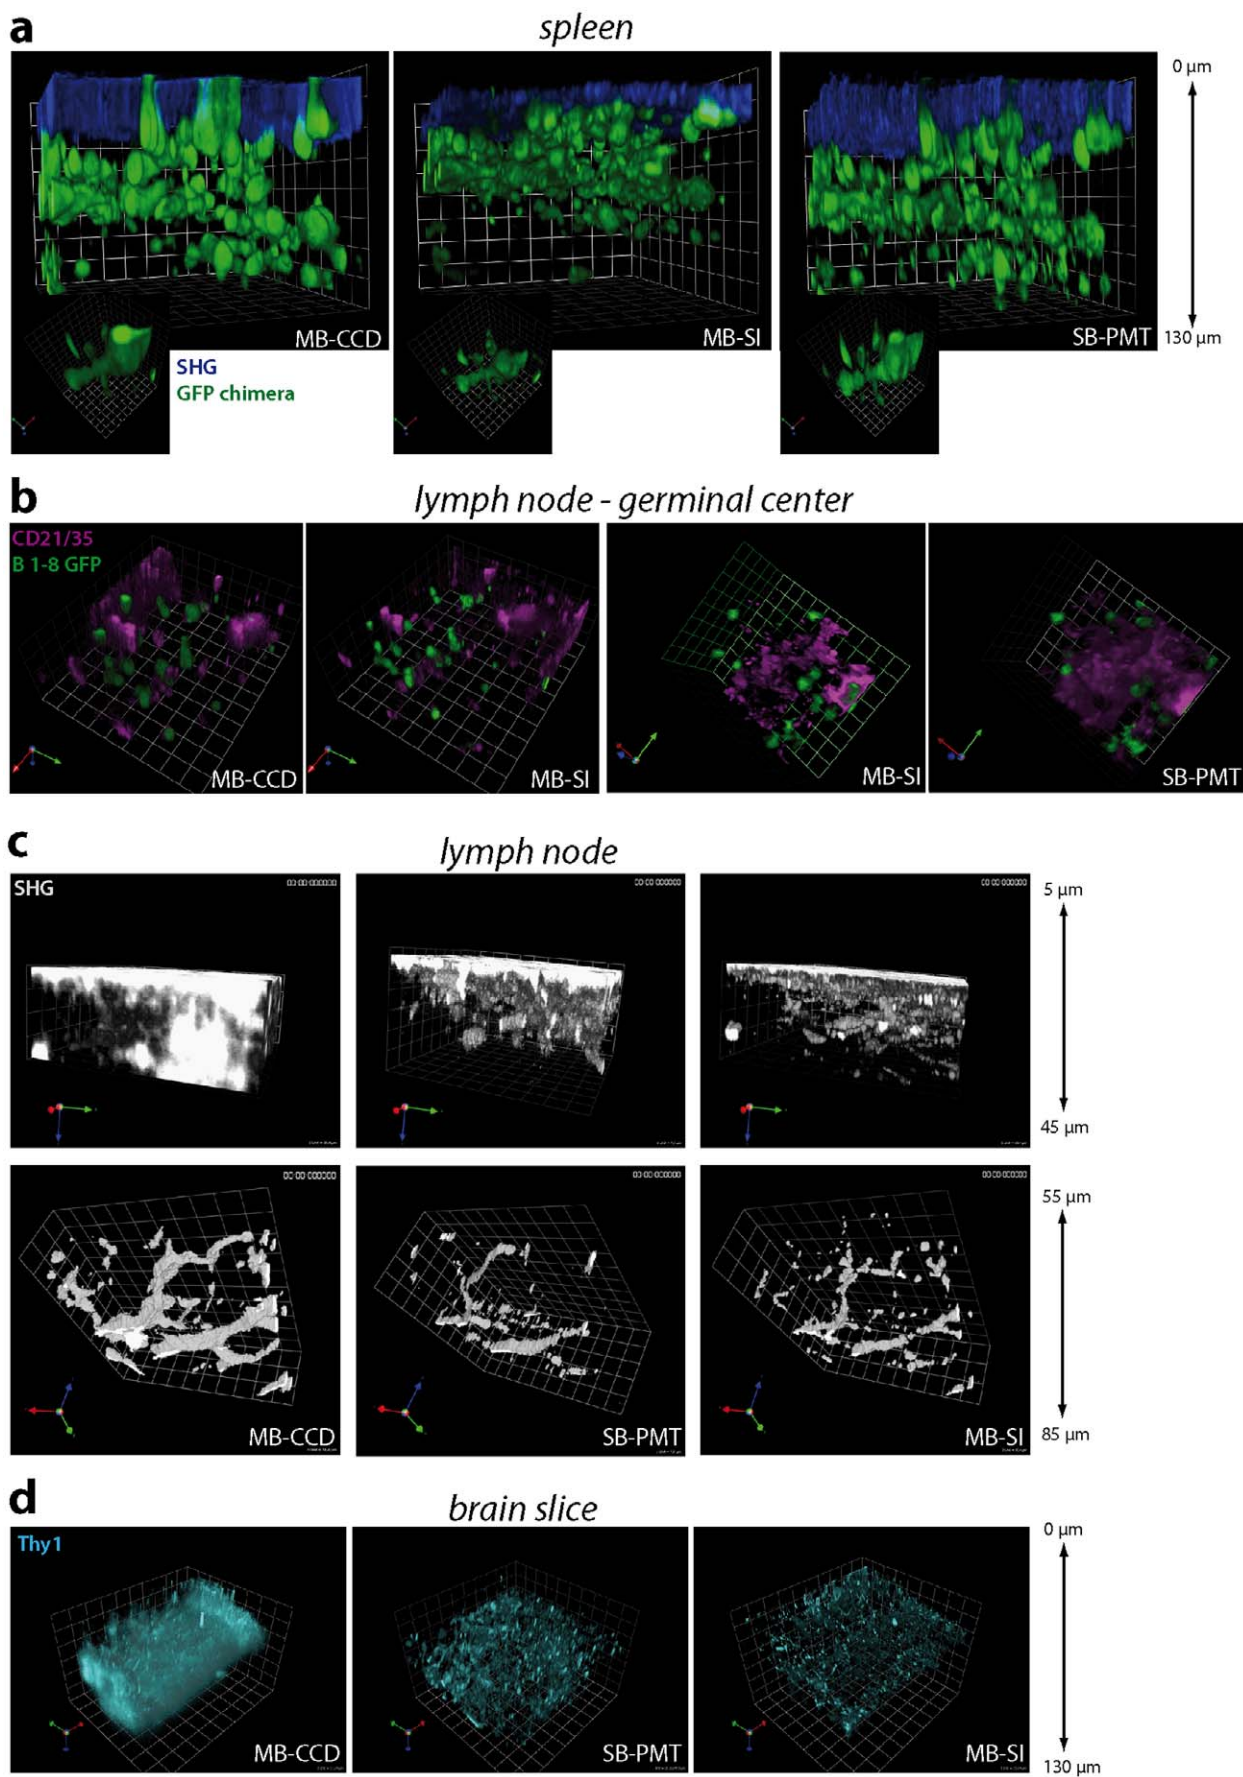 a
spleen
0 µm
MB-CCD
MB-SI
SB-PMT
130 µm
SHG
GFP chimera
b
lymph node - germinal center
CD21/35
B 1-8 GFP
MB-CCD
MB-SI
MB-SI
SB-PMT
c
lymph node
SHG
5 µm
45 µm
55 µm
MB-CCD
SB-PMT
MB-SI
85 µm
d
brain slice
Thy1
0 µm
MB-CCD
SB-PMT
MB-SI
130 µm